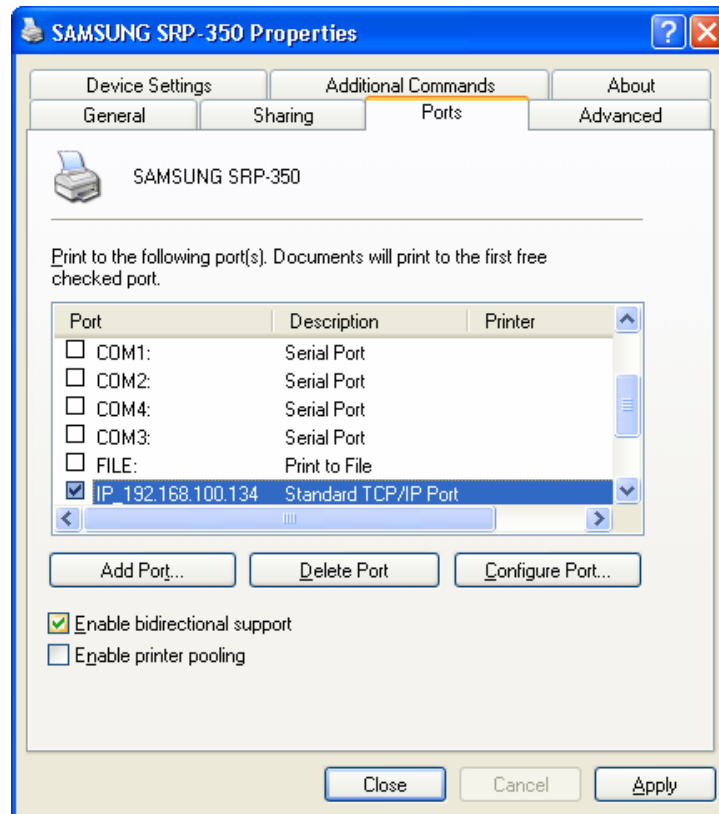 SAMSUNG SRP-350 Properties
Device Settings Additional Commands About
General Sharing Ports Advanced
SAMSUNG SRP-350
Print to the following port(s). Documents will print to the first free
checked port.
Port Description Printer
COM1: Serial Port
COM2: Serial Port
COM4: Serial Port
COM3: Serial Port
FILE: Print to File
IP_192.168.100.134 Standard TCP/IP Port
Add Port... Delete Port Configure Port...
Enable bidirectional support
Enable printer pooling
Close Cancel Apply